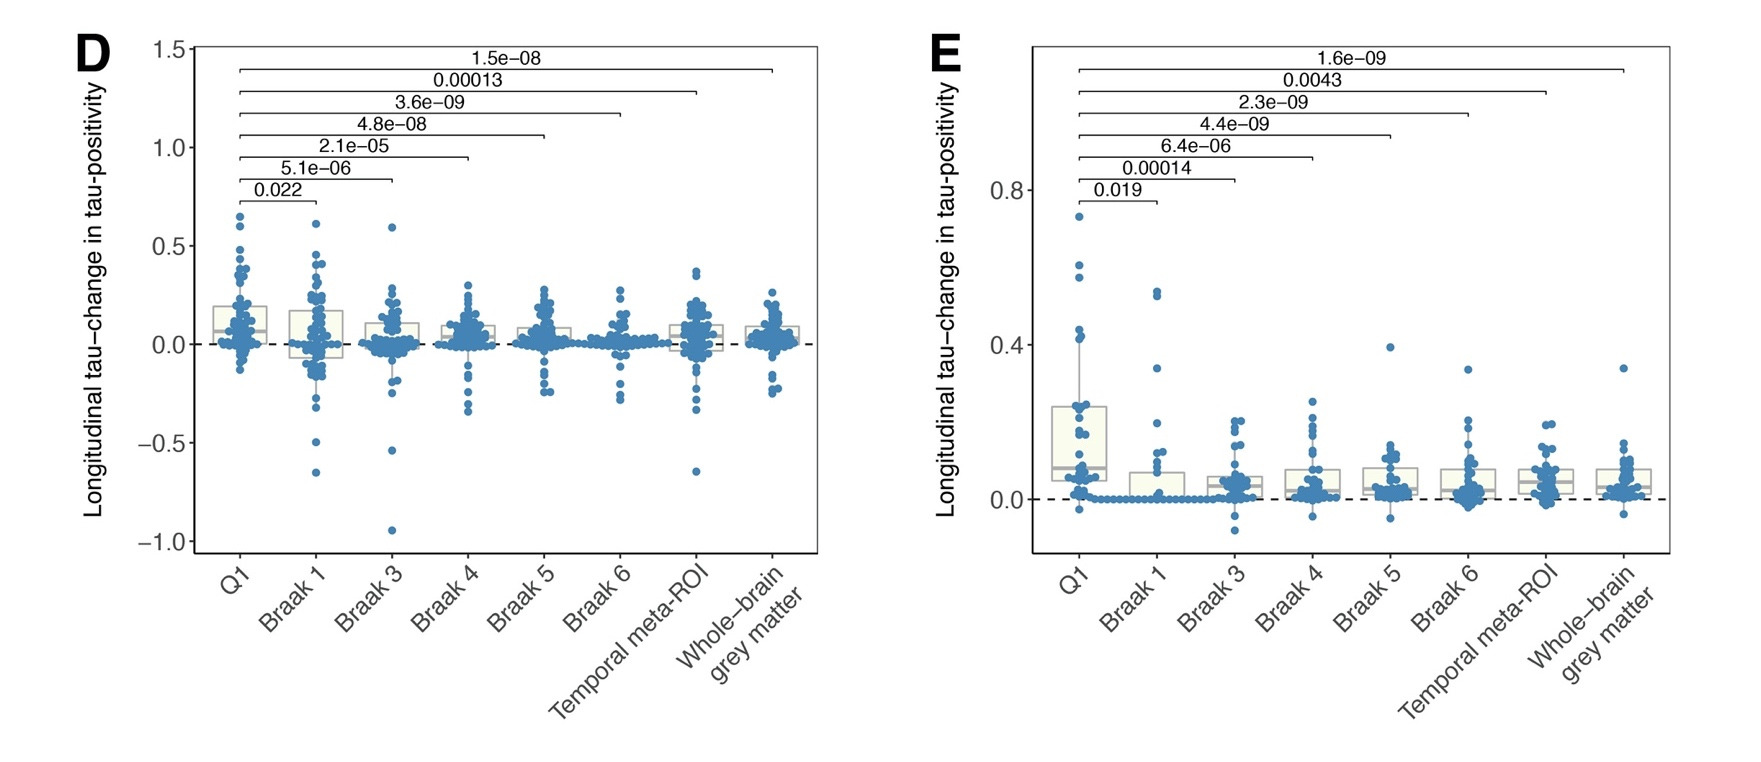 D
Longitudinal tau−change in tau-positivity
1.5
1.0
0.5
0.0
−0.5
−1.0
1.5e−08
0.00013
3.6e−09
4.8e−08
2.1e−05
5.1e−06
0.022
Q1
Braak 1
Braak 3
Braak 4
Braak 5
Braak 6
Temporal meta-ROI
Whole−brain
grey matter
E
Longitudinal tau−change in tau-positivity
0.8
0.4
0.0
1.6e−09
0.0043
2.3e−09
4.4e−09
6.4e−06
0.00014
0.019
Q1
Braak 1
Braak 3
Braak 4
Braak 5
Braak 6
Temporal meta-ROI
Whole−brain
grey matter